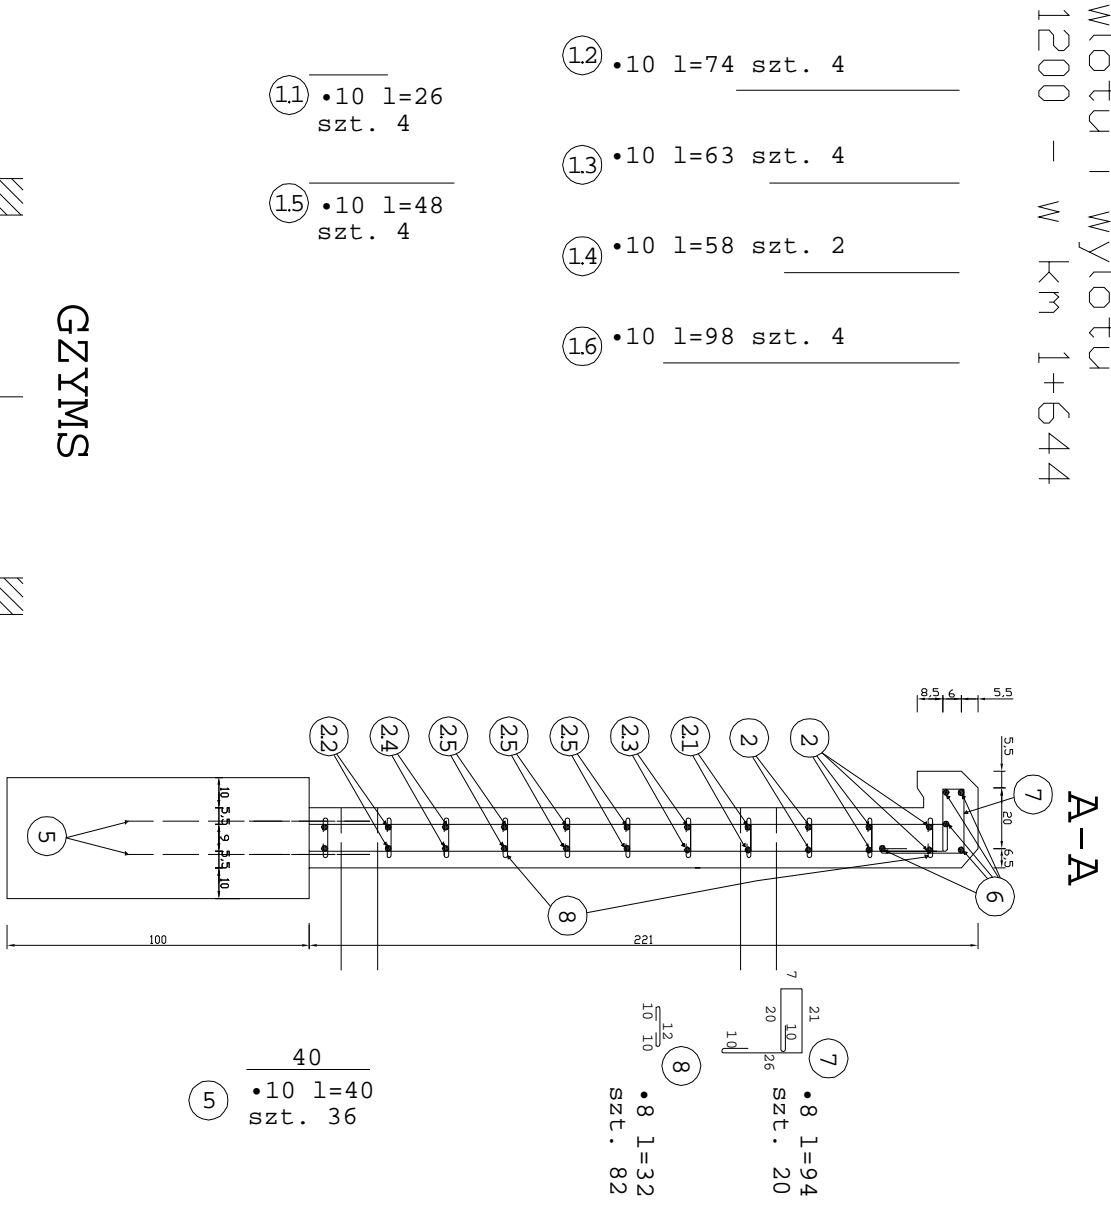 wlotu i wylotu
1200 - w km 1+644
1.1
•10 l=26
szt. 4
1.5
•10 l=48
szt. 4
1.2
•10 l=74 szt. 4
1.3
•10 l=63 szt. 4
1.4
•10 l=58 szt. 2
1.6
•10 l=98 szt. 4
GZYMS
A-A
8,5 6 5,5
5,5 20 6,5
2.2
2.4
2.5
2.5
2.5
2.3
2.1
2
2
7
6
5
8
10 5,5 9 5,5 10
100
221
10 12 10
8
•8 l=32
szt. 82
7
21
20
10
10
26
7
•8 l=94
szt. 20
40
5
•10 l=40
szt. 36